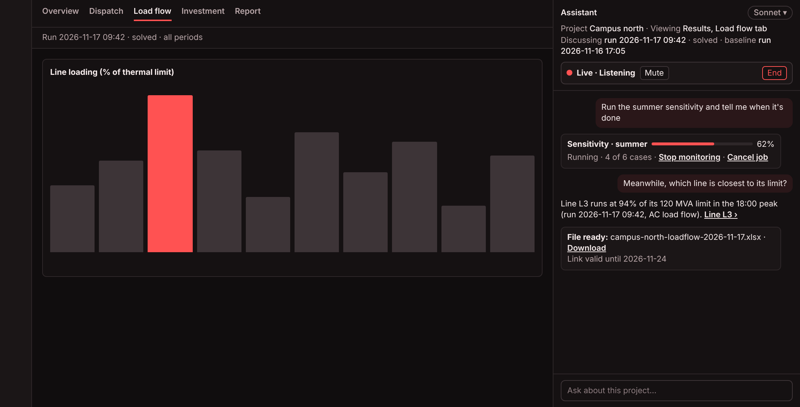 Overview Dispatch Load flow Investment Report
Run 2026-11-17 09:42 · solved · all periods
Line loading (% of thermal limit)
Assistant
Sonnet ▾
Project Campus north · Viewing Results, Load flow tab
Discussing run 2026-11-17 09:42 · solved · baseline run
2026-11-16 17:05
Live · Listening Mute End
Run the summer sensitivity and tell me when it's
done
Sensitivity · summer 62%
Running · 4 of 6 cases · Stop monitoring · Cancel job
Meanwhile, which line is closest to its limit?
Line L3 runs at 94% of its 120 MVA limit in the 18:00 peak
(run 2026-11-17 09:42, AC load flow). Line L3 ›
File ready: campus-north-loadflow-2026-11-17.xlsx ·
Download
Link valid until 2026-11-24
Ask about this project…